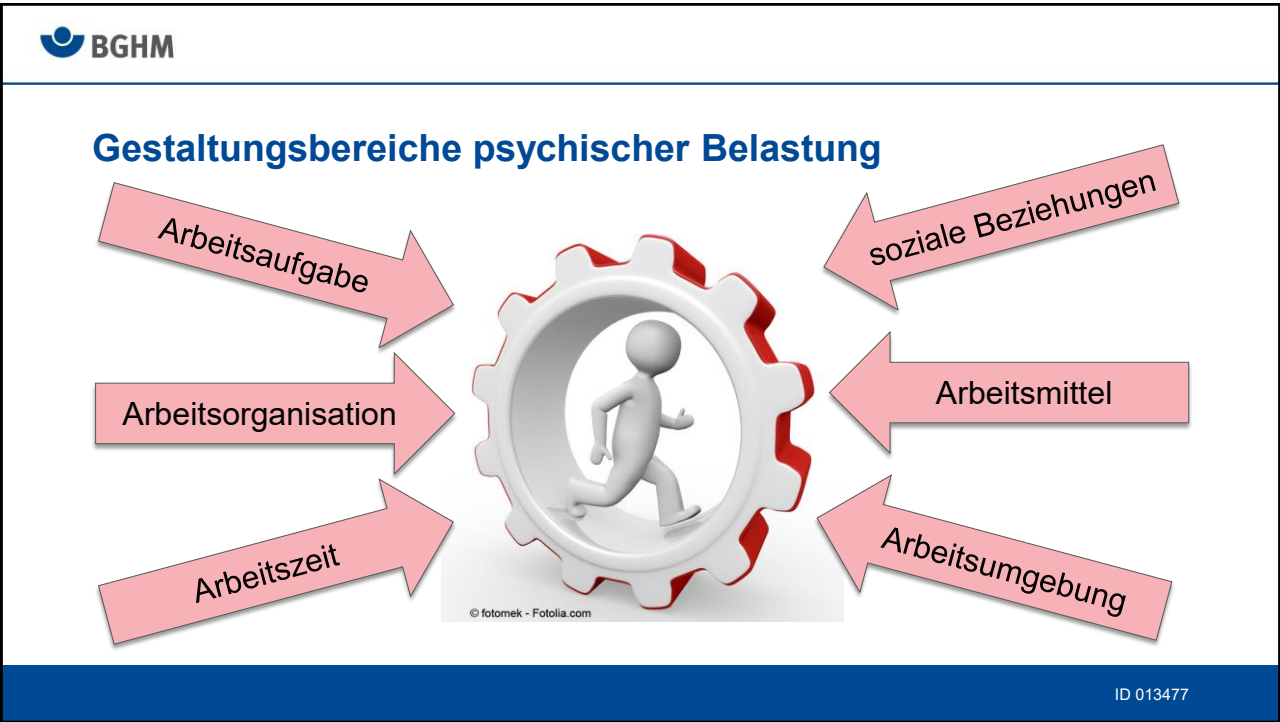 BGHM
Gestaltungsbereiche psychischer Belastung
Arbeitsaufgabe
soziale Beziehungen
Arbeitsorganisation
Arbeitsmittel
Arbeitszeit
Arbeitsumgebung
© fotomek - Fotolia.com
ID 013477